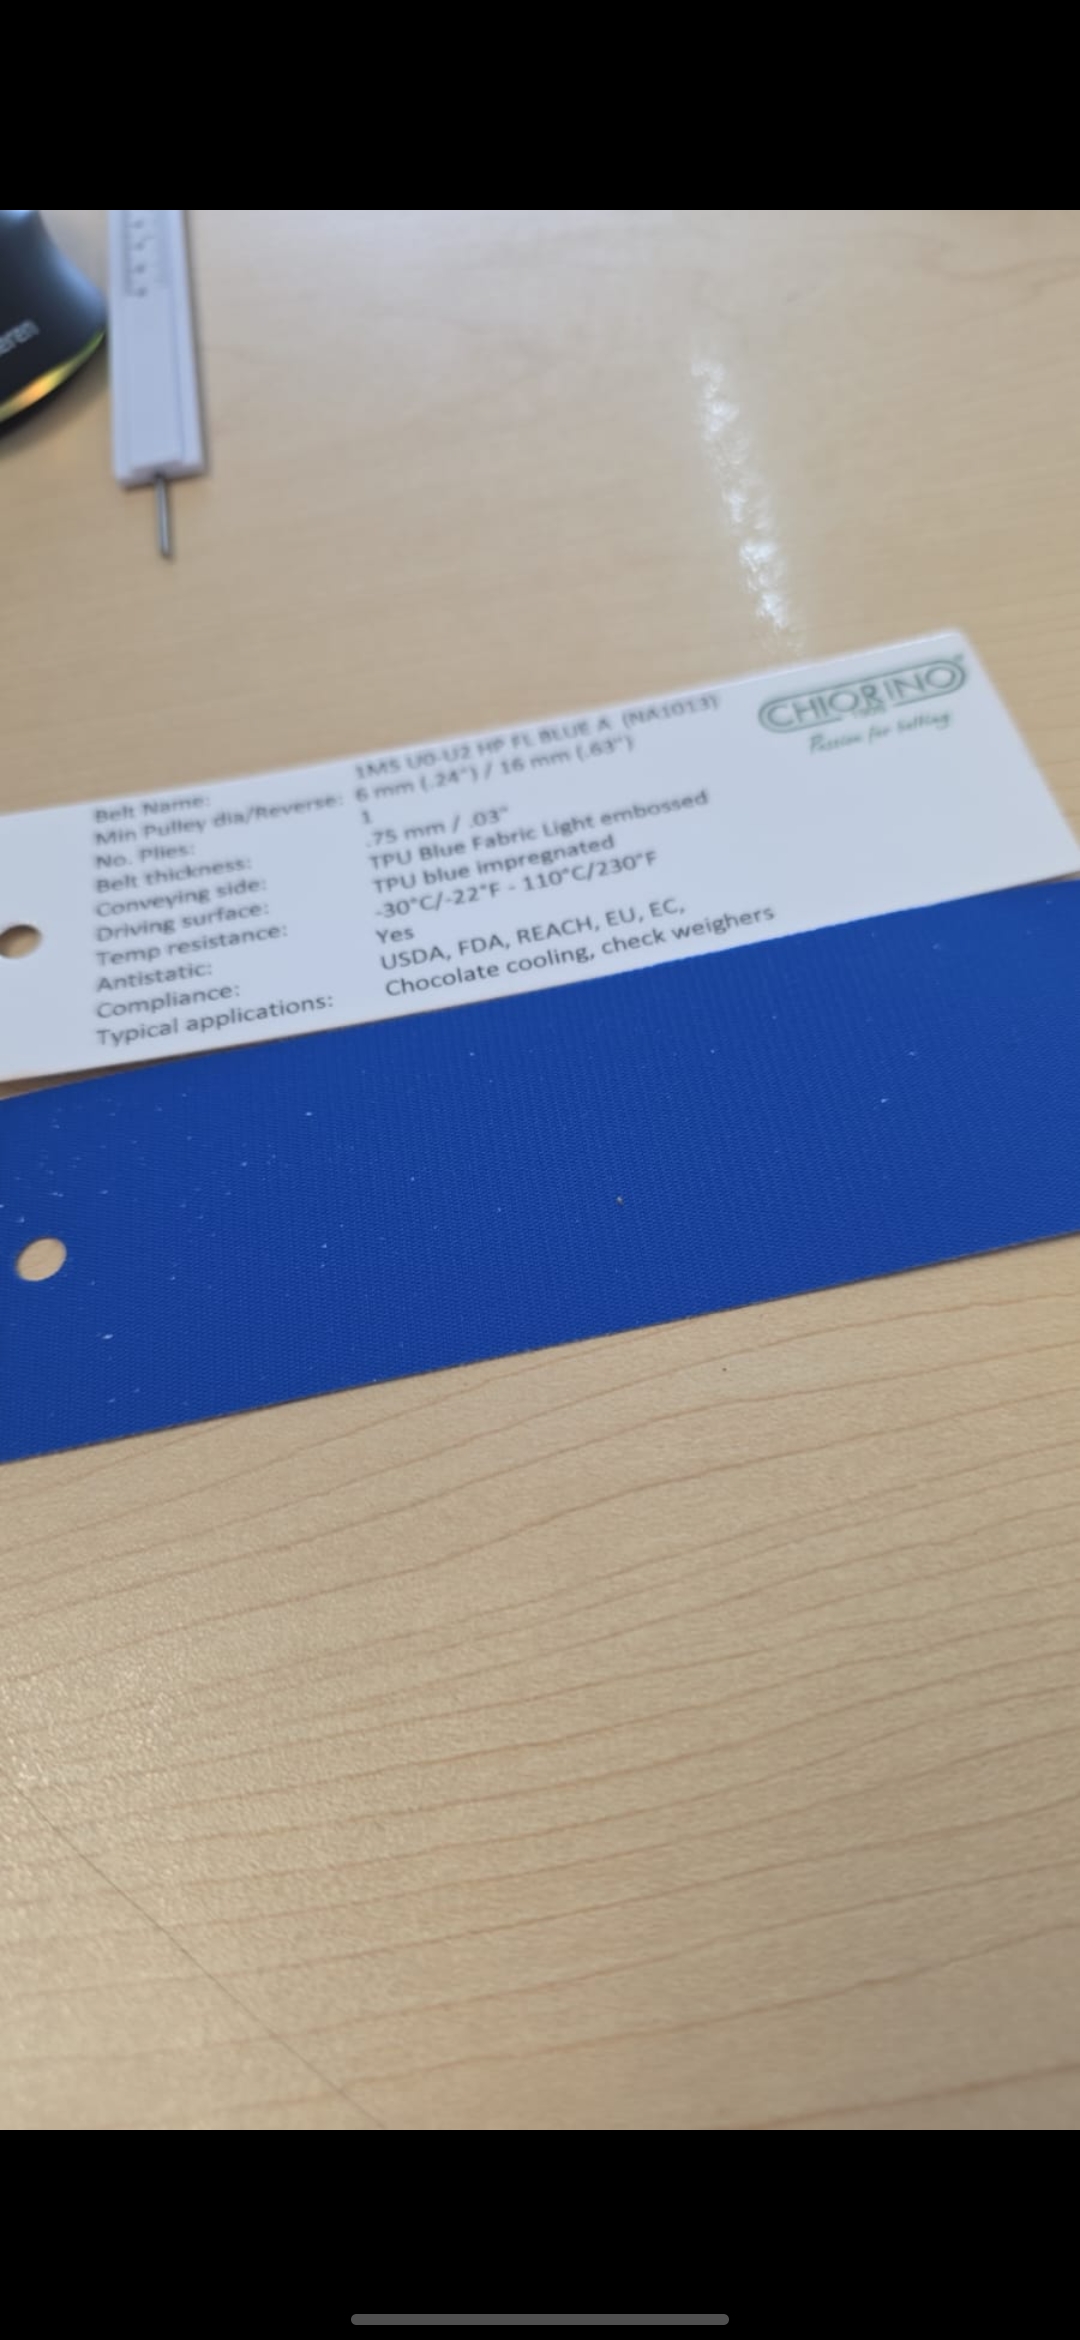 CHIORINO
Passion for belting
Belt Name: 1M5 U0-U2 HP FL BLUE A (NA1013)
Min Pulley dia/Reverse: 6 mm (.24") / 16 mm (.63")
No. Plies: 1
Belt thickness: .75 mm / .03"
Conveying side: TPU Blue Fabric Light embossed
Driving surface: TPU blue impregnated
Temp resistance: -30°C/-22°F - 110°C/230°F
Antistatic: Yes
Compliance: USDA, FDA, REACH, EU, EC,
Typical applications: Chocolate cooling, check weighers